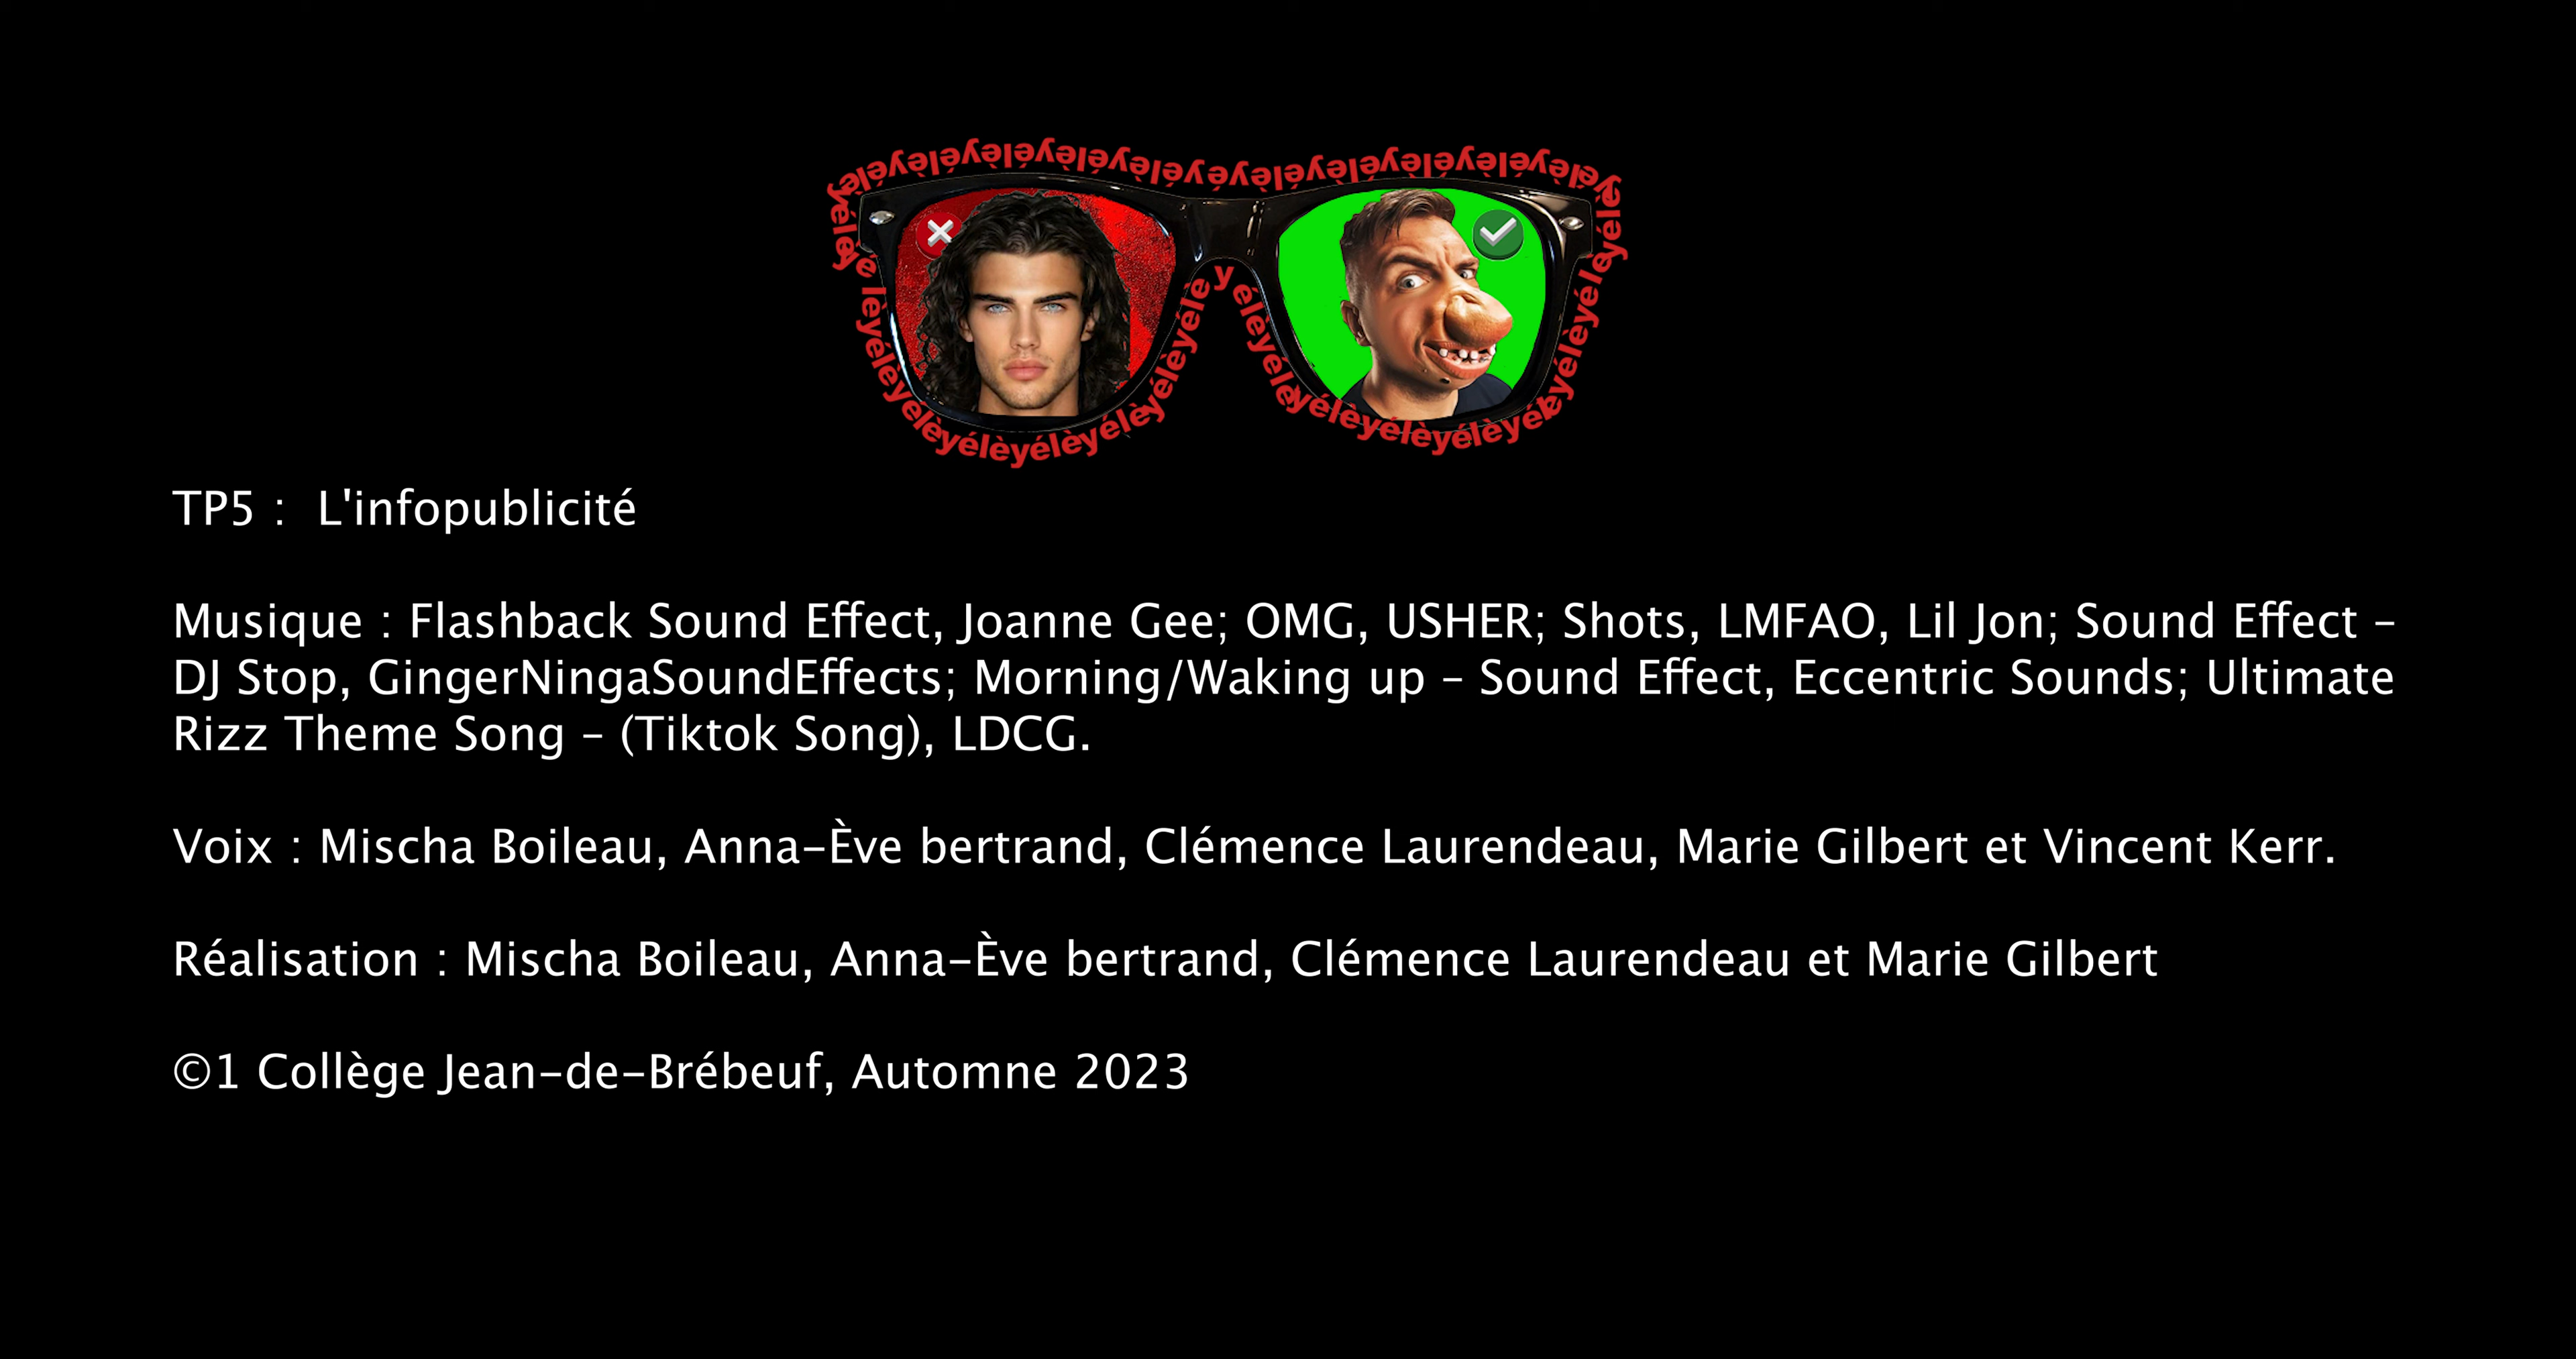 yélèyélèyélèyélèyélèyélèyélèyélèyélèyélèyélèyélè
TP5 :  L'infopublicité
Musique : Flashback Sound Effect, Joanne Gee; OMG, USHER; Shots, LMFAO, Lil Jon; Sound Effect –
DJ Stop, GingerNingaSoundEffects; Morning/Waking up – Sound Effect, Eccentric Sounds; Ultimate
Rizz Theme Song – (Tiktok Song), LDCG.
Voix : Mischa Boileau, Anna-Ève bertrand, Clémence Laurendeau, Marie Gilbert et Vincent Kerr.
Réalisation : Mischa Boileau, Anna-Ève bertrand, Clémence Laurendeau et Marie Gilbert
©1 Collège Jean-de-Brébeuf, Automne 2023